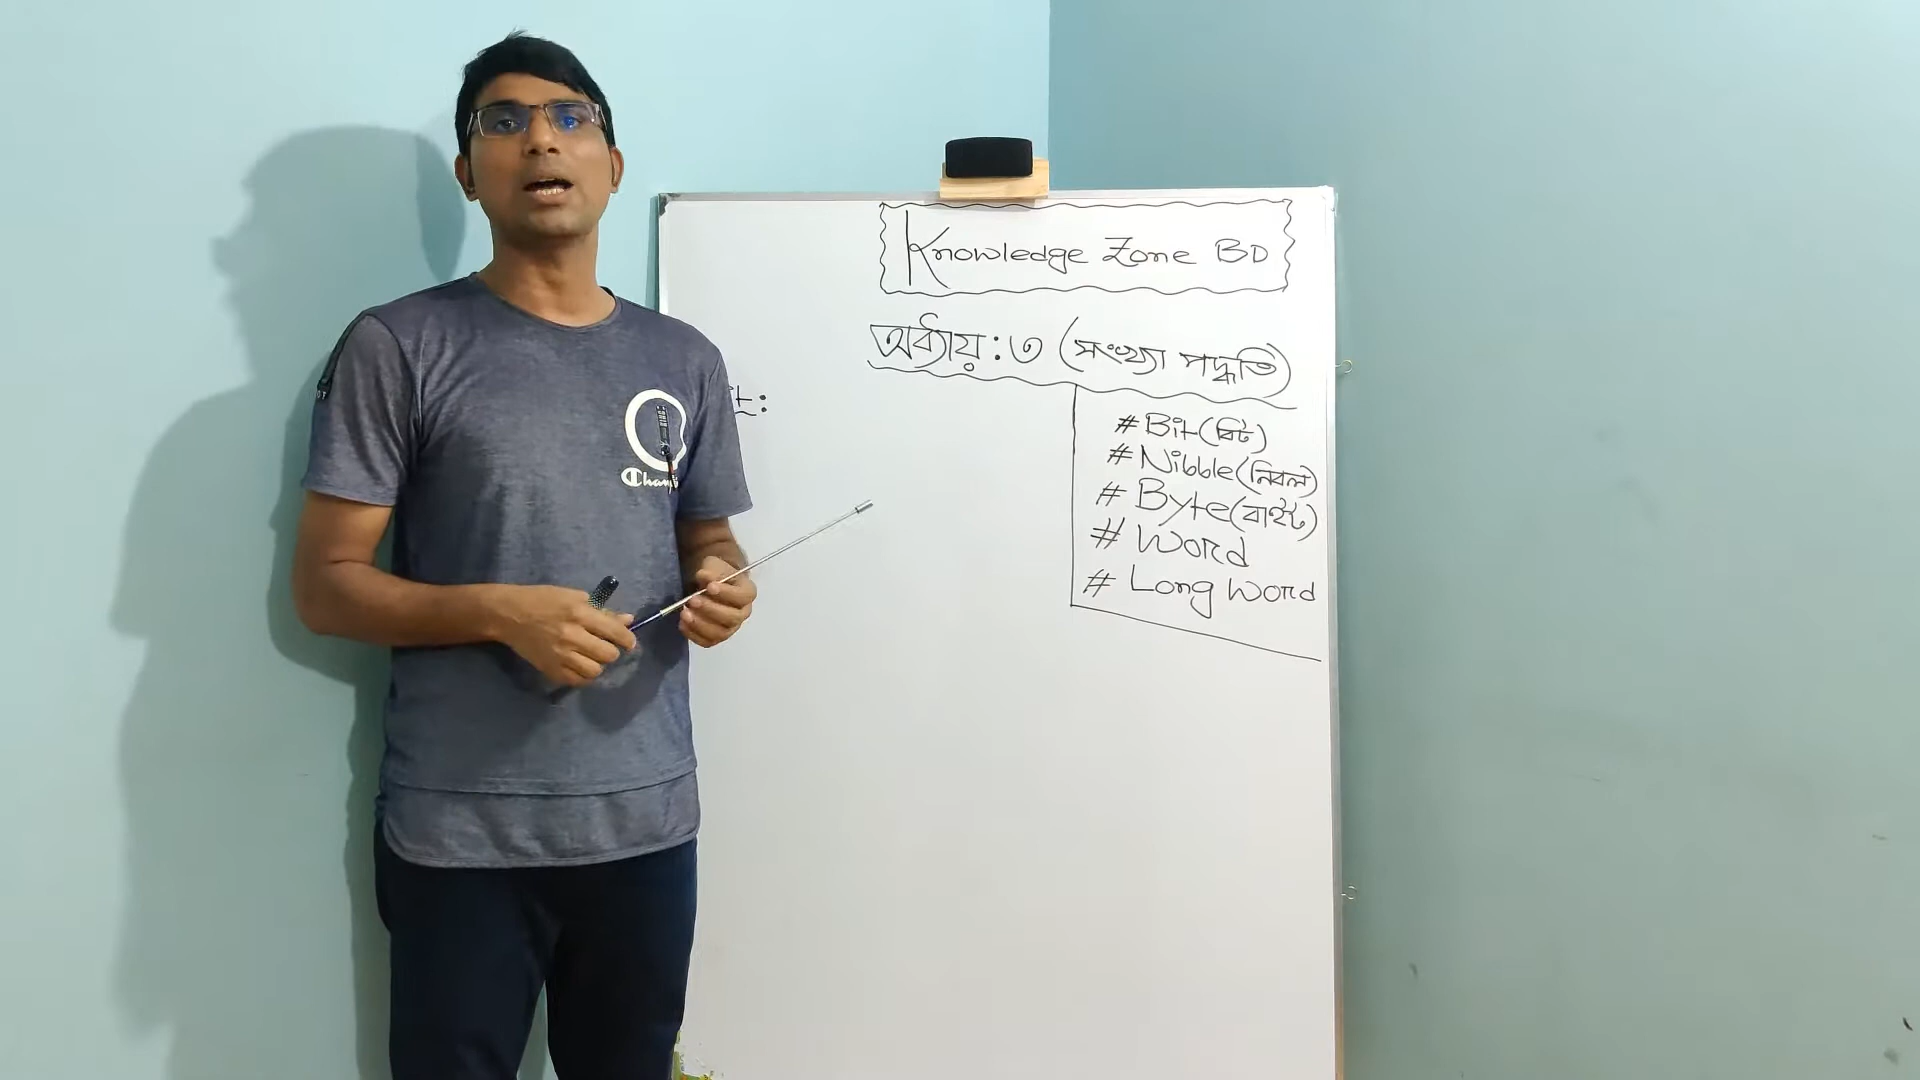 Knowledge Zone BD
অধ্যায়:৩ (সংখ্যা পদ্ধতি)
# Bit(বিট)
# Nibble(নিবল)
# Byte(বাইট)
# Word
# Long Word